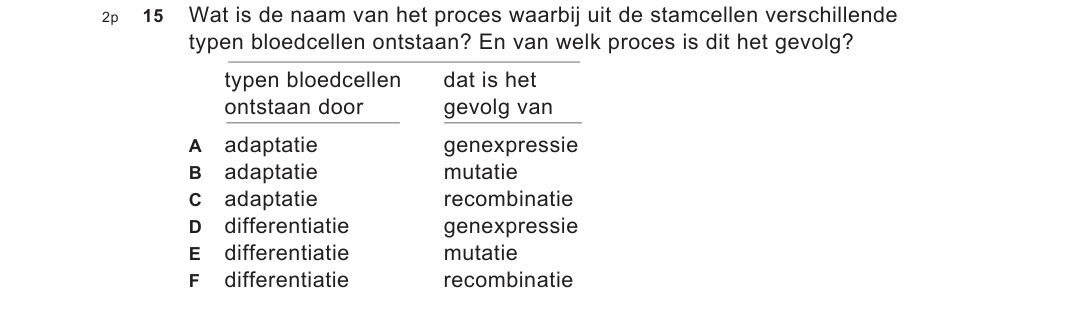 2p 15 Wat is de naam van het proces waarbij uit de stamcellen verschillende
typen bloedcellen ontstaan? En van welk proces is dit het gevolg?
typen bloedcellen dat is het
ontstaan door gevolg van
A adaptatie genexpressie
B adaptatie mutatie
C adaptatie recombinatie
D differentiatie genexpressie
E differentiatie mutatie
F differentiatie recombinatie